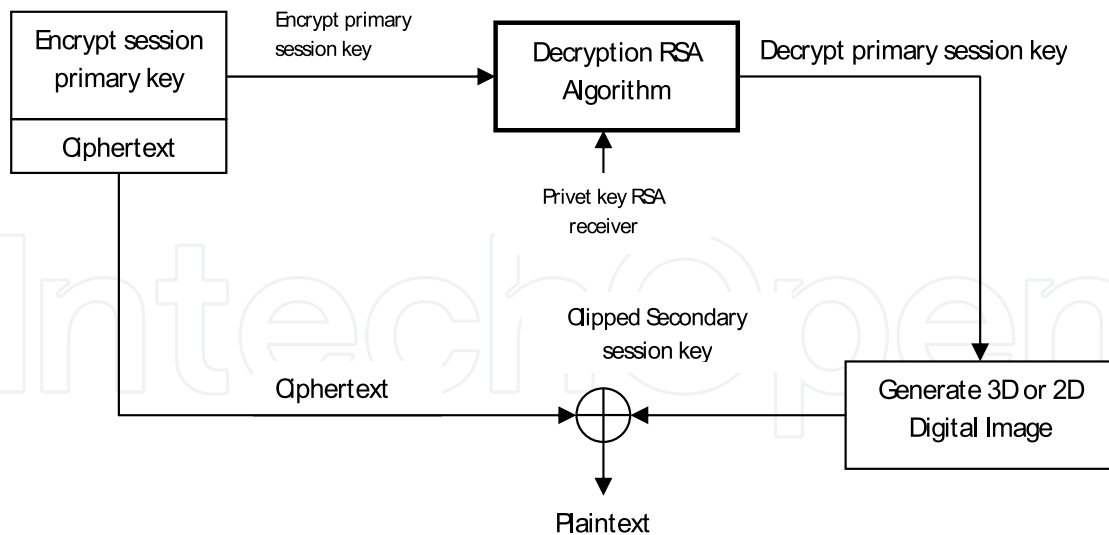 Encrypt session
primary key
Ciphertext
Encrypt primary
session key
Decryption RSA
Algorithm
Decrypt primary session key
Privet key RSA
receiver
Clipped Secondary
session key
Ciphertext
Generate 3D or 2D
Digital Image
Plaintext
IntechOpen